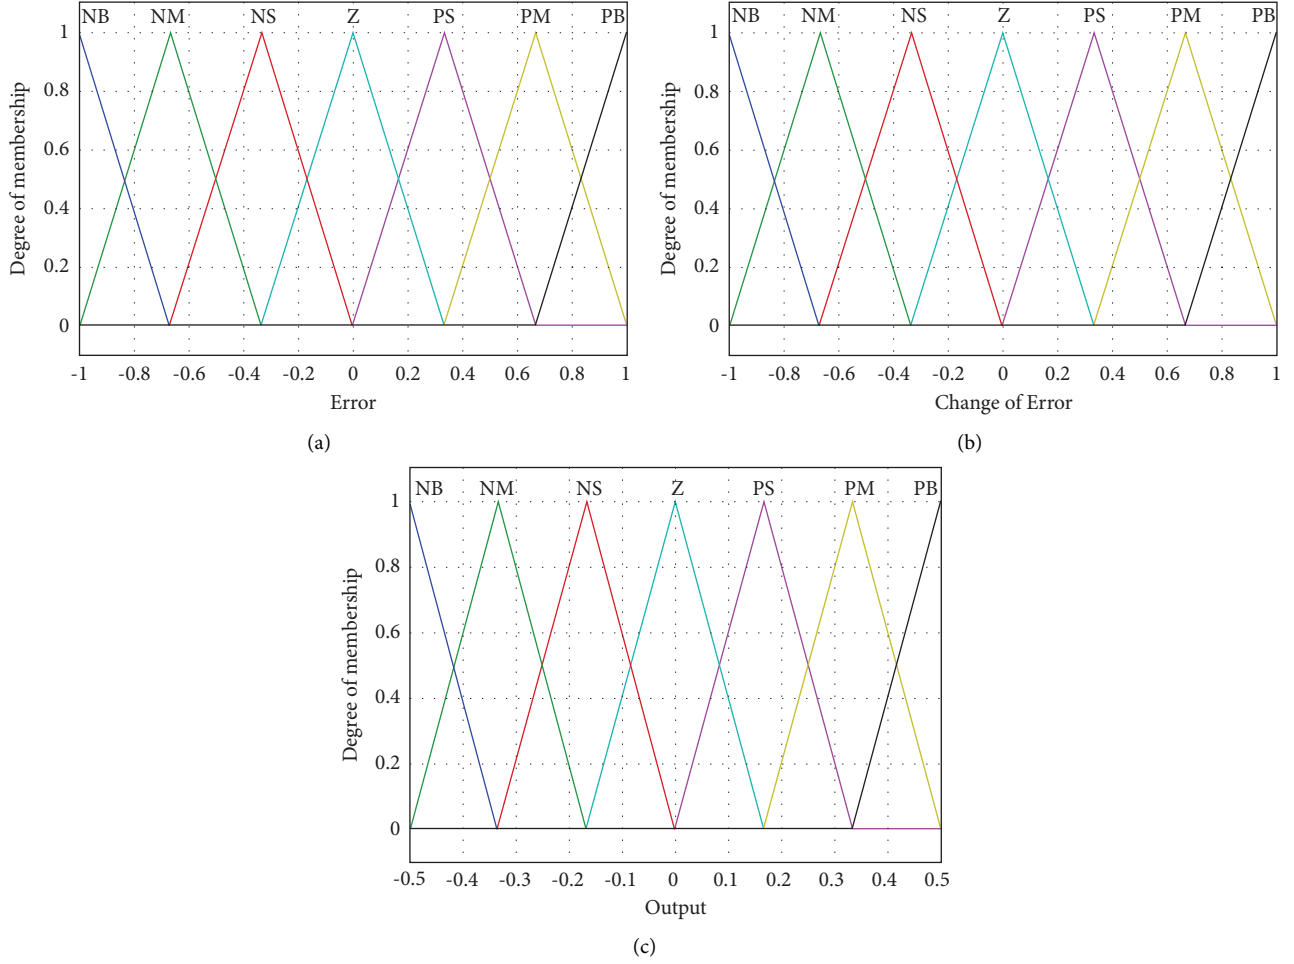 NB NM NS Z PS PM PB
1
0.8
0.6
0.4
0.2
0
Degree of membership
-1 -0.8 -0.6 -0.4 -0.2 0 0.2 0.4 0.6 0.8 1
Error
(a)
NB NM NS Z PS PM PB
1
0.8
0.6
0.4
0.2
0
Degree of membership
-1 -0.8 -0.6 -0.4 -0.2 0 0.2 0.4 0.6 0.8 1
Change of Error
(b)
NB NM NS Z PS PM PB
1
0.8
0.6
0.4
0.2
0
Degree of membership
-0.5 -0.4 -0.3 -0.2 -0.1 0 0.1 0.2 0.3 0.4 0.5
Output
(c)